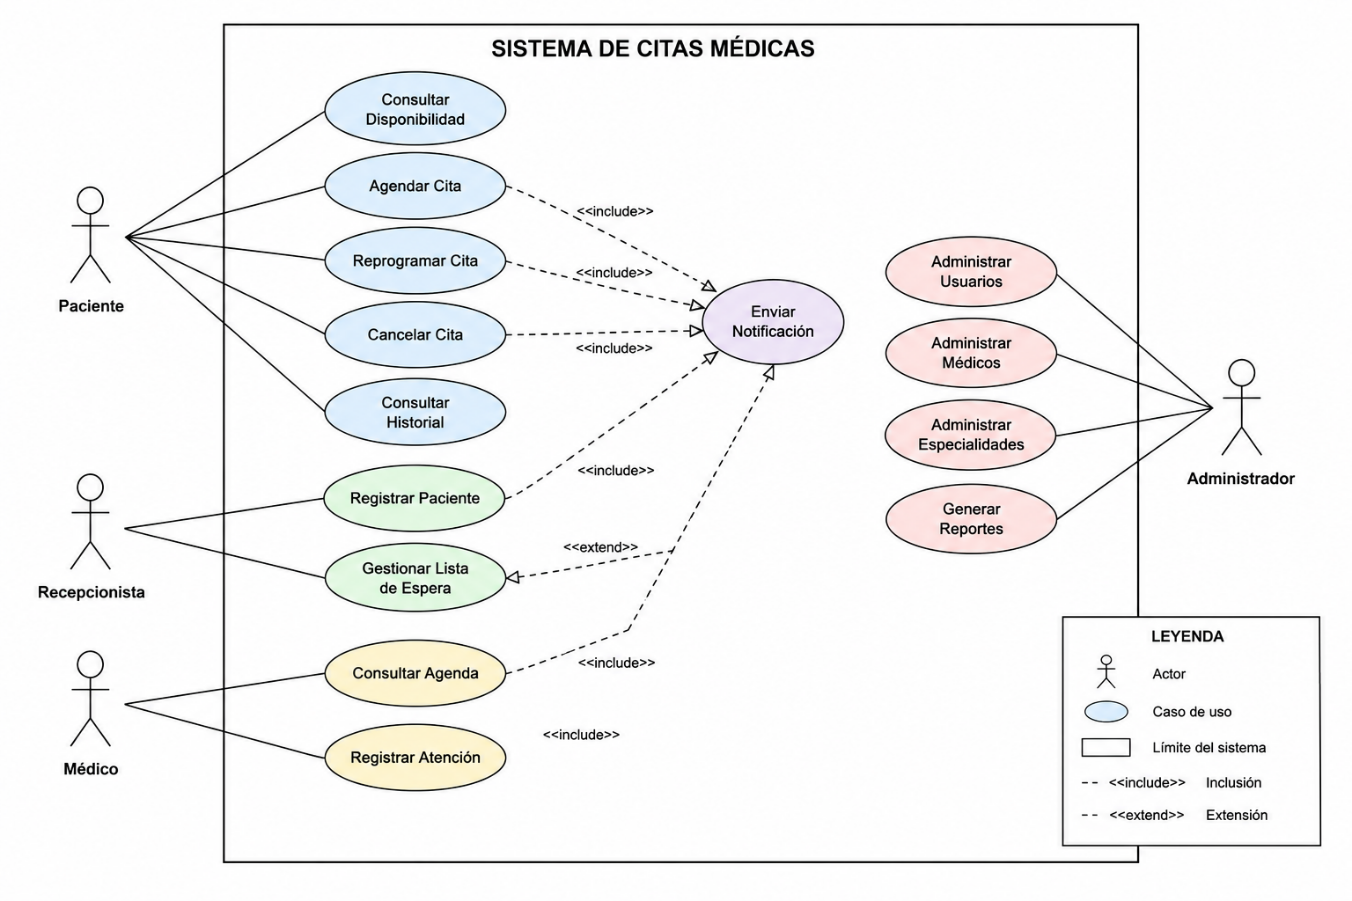 SISTEMA DE CITAS MÉDICAS
Consultar
Disponibilidad
Agendar Cita
<<include>>
Reprogramar Cita
<<include>>
Cancelar Cita
<<include>>
Consultar
Historial
Enviar
Notificación
Paciente
Registrar Paciente
<<include>>
Gestionar Lista
de Espera
<<extend>>
Recepcionista
Consultar Agenda
<<include>>
Registrar Atención
<<include>>
Médico
Administrar
Usuarios
Administrar
Médicos
Administrar
Especialidades
Generar
Reportes
Administrador
LEYENDA
Actor
Caso de uso
Límite del sistema
<<include>> Inclusión
<<extend>> Extensión